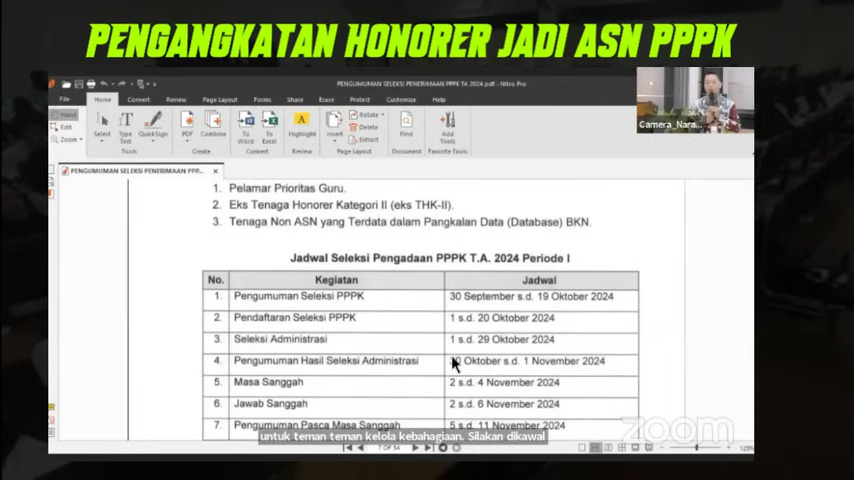 PENGANGKATAN HONORER JADI ASN PPPK
PENGUMUMAN SELEKSI PENERIMAAN PPPK TA 2024.pdf - Nitro Pro
File Home Convert Review Page Layout Forms Share Erase Protect Customize Help
Hand
Edit
Zoom
Select
Type Text
QuickSign
Tools
PDF
Combine
Create
To Word
To Excel
Convert
Highlight
Review
Insert
Rotate
Delete
Extract
Page Layout
Find
Document
Add Tools
Favorite Tools
Camera_Nara...
PENGUMUMAN SELEKSI PENERIMAAN PPP...
1. Pelamar Prioritas Guru.
2. Eks Tenaga Honorer Kategori II (eks THK-II).
3. Tenaga Non ASN yang Terdata dalam Pangkalan Data (Database) BKN.
Jadwal Seleksi Pengadaan PPPK T.A. 2024 Periode I
No. Kegiatan Jadwal
1. Pengumuman Seleksi PPPK 30 September s.d. 19 Oktober 2024
2. Pendaftaran Seleksi PPPK 1 s.d. 20 Oktober 2024
3. Seleksi Administrasi 1 s.d. 29 Oktober 2024
4. Pengumuman Hasil Seleksi Administrasi Oktober s.d. 1 November 2024
5. Masa Sanggah 2 s.d. 4 November 2024
6. Jawab Sanggah 2 s.d. 6 November 2024
7. Pengumuman Pasca Masa Sanggah 5 s.d. 11 November 2024
untuk teman teman kelola kebahagiaan. Silakan dikawal
zoom
7 OF 54
125%